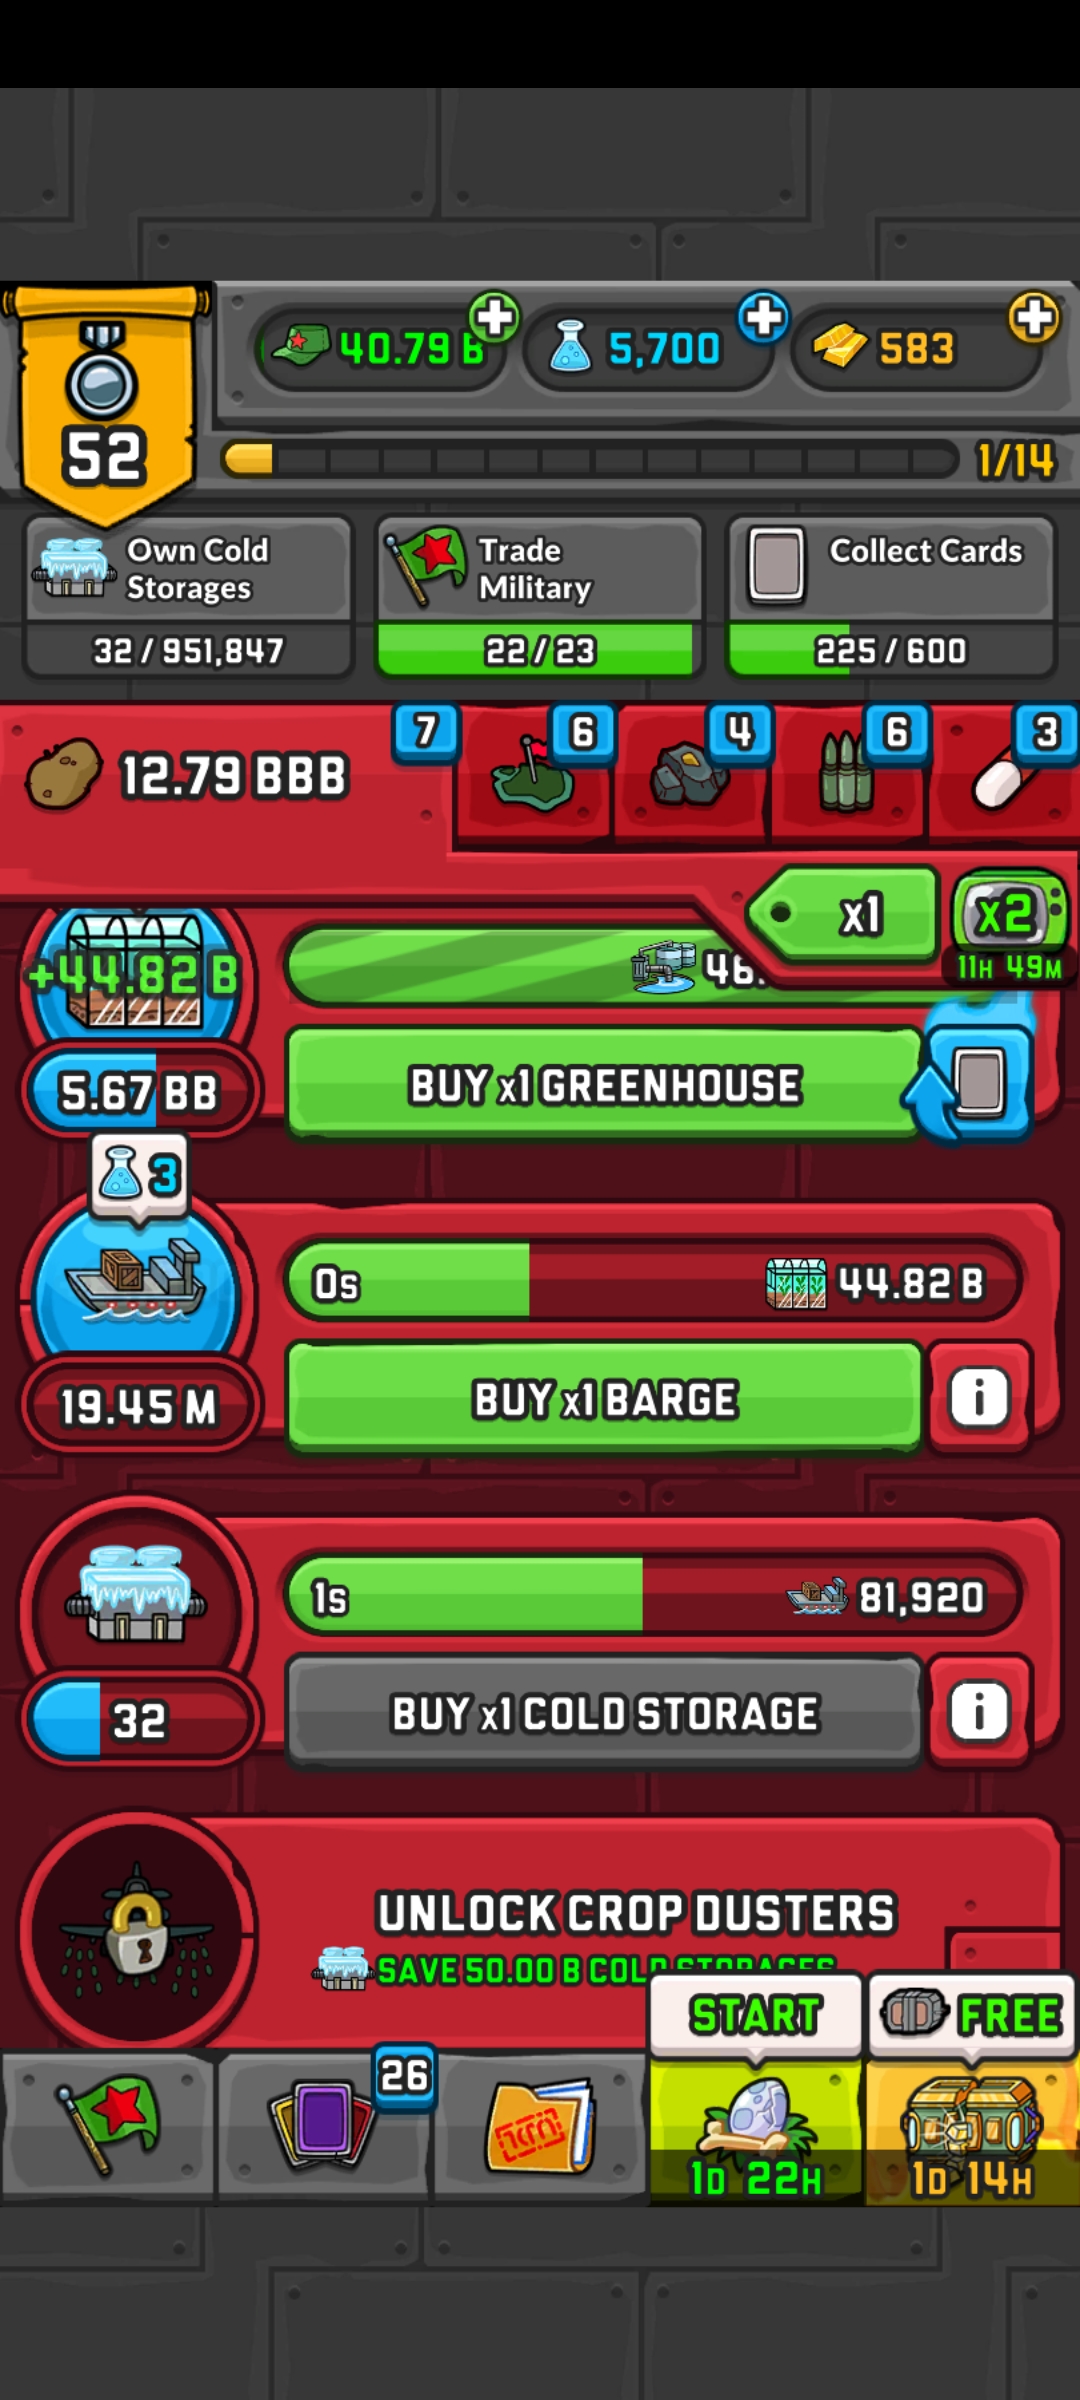 40.79 B
5,700
583
52
1/14
Own Cold
Storages
32/951,847
Trade
Military
22/23
Collect Cards
225/600
12.79 BBB
7
6
4
6
3
x1
x2
11H 49M
+44.82 B
46.
5.67 BB
BUY x1 GREENHOUSE
3
0s
44.82 B
19.45 M
BUY x1 BARGE
1s
81,920
32
BUY x1 COLD STORAGE
UNLOCK CROP DUSTERS
SAVE 50.00 B COLD STORAGES
START
FREE
26
1D 22H
1D 14H